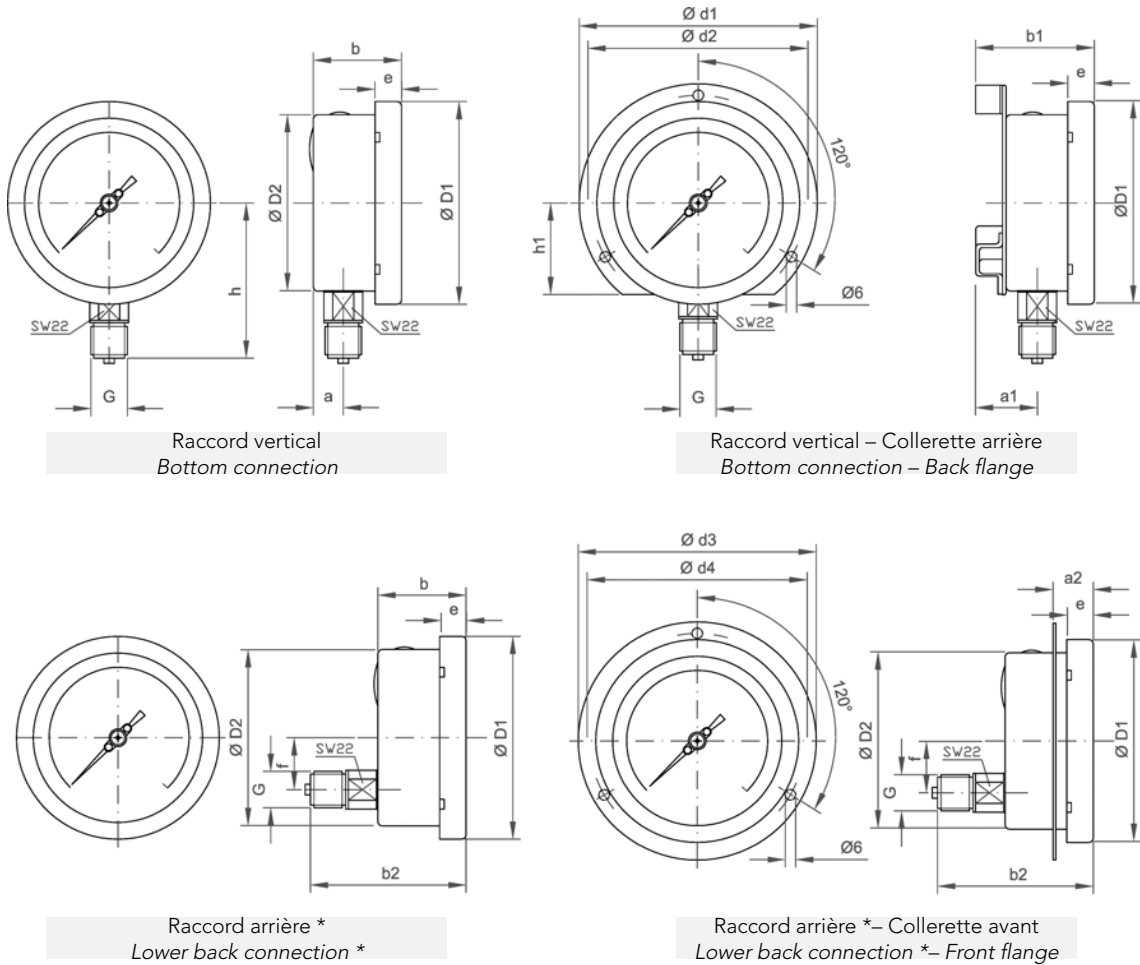 b
e
Ø D2
Ø D1
h
SW22
SW22
G
a
Raccord vertical
Bottom connection
Ø d1
Ø d2
120°
h1
Ø6
SW22
G
b1
e
ØD1
SW22
a1
Raccord vertical – Collerette arrière
Bottom connection – Back flange
b
e
Ø D2
Ø D1
SW22
f
G
b2
Raccord arrière *
Lower back connection *
Ø d3
Ø d4
120°
Ø6
a2
e
Ø D2
Ø D1
f
SW22
G
b2
Raccord arrière *– Collerette avant
Lower back connection *– Front flange